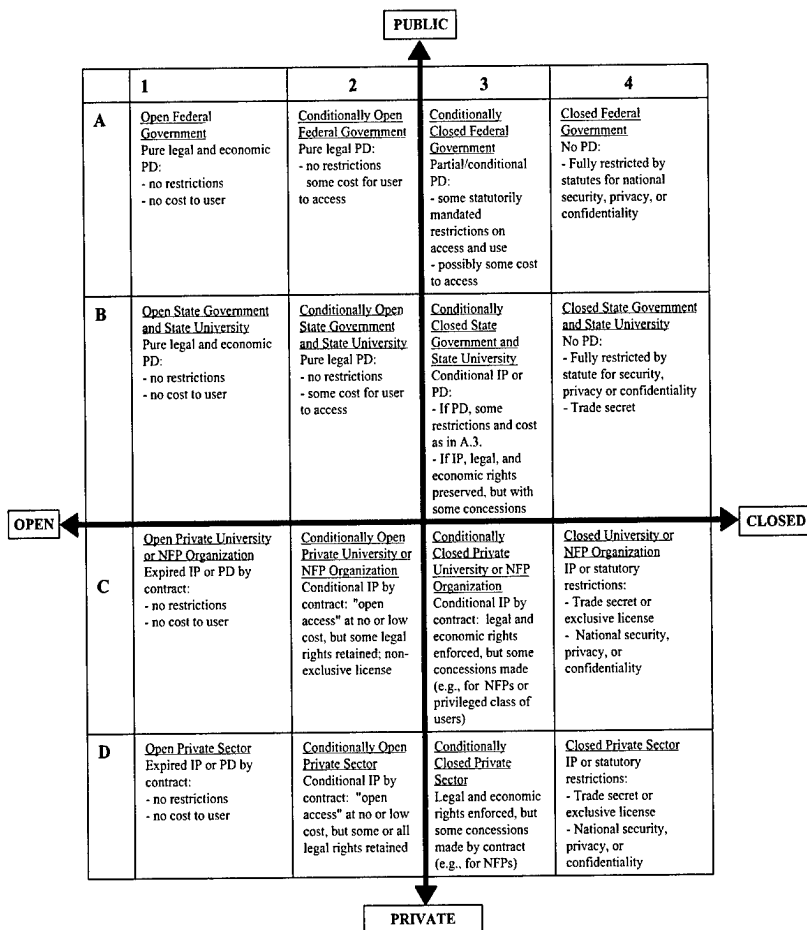 PUBLIC
1
2
3
4
A
Open Federal
Government
Pure legal and economic
PD:
- no restrictions
- no cost to user
Conditionally Open
Federal Government
Pure legal PD:
- no restrictions
some cost for user
to access
Conditionally
Closed Federal
Government
Partial/conditional
PD:
- some statutorily
mandated
restrictions on
access and use
- possibly some cost
to access
Closed Federal
Government
No PD:
- Fully restricted by
statutes for national
security, privacy, or
confidentiality
B
Open State Government
and State University
Pure legal and economic
PD:
- no restrictions
- no cost to user
Conditionally Open
State Government
and State University
Pure legal PD:
- no restrictions
- some cost for user
to access
Conditionally
Closed State
Government and
State University
Conditional IP or
PD:
- If PD, some
restrictions and cost
as in A.3.
- If IP, legal, and
economic rights
preserved, but with
some concessions
Closed State Government
and State University
No PD:
- Fully restricted by
statute for security,
privacy or confidentiality
- Trade secret
OPEN
CLOSED
C
Open Private University
or NFP Organization
Expired IP or PD by
contract:
- no restrictions
- no cost to user
Conditionally Open
Private University or
NFP Organization
Conditional IP by
contract: "open
access" at no or low
cost, but some legal
rights retained; non-
exclusive license
Conditionally
Closed Private
University or NFP
Organization
Conditional IP by
contract: legal and
economic rights
enforced, but some
concessions made
(e.g., for NFPs or
privileged class of
users)
Closed University or
NFP Organization
IP or statutory
restrictions:
- Trade secret or
exclusive license
- National security,
privacy, or
confidentiality
D
Open Private Sector
Expired IP or PD by
contract:
- no restrictions
- no cost to user
Conditionally Open
Private Sector
Conditional IP by
contract: "open
access" at no or low
cost, but some or all
legal rights retained
Conditionally
Closed Private
Sector
Legal and economic
rights enforced, but
some concessions
made by contract
(e.g., for NFPs)
Closed Private Sector
IP or statutory
restrictions:
- Trade secret or
exclusive license
- National security,
privacy, or
confidentiality
PRIVATE